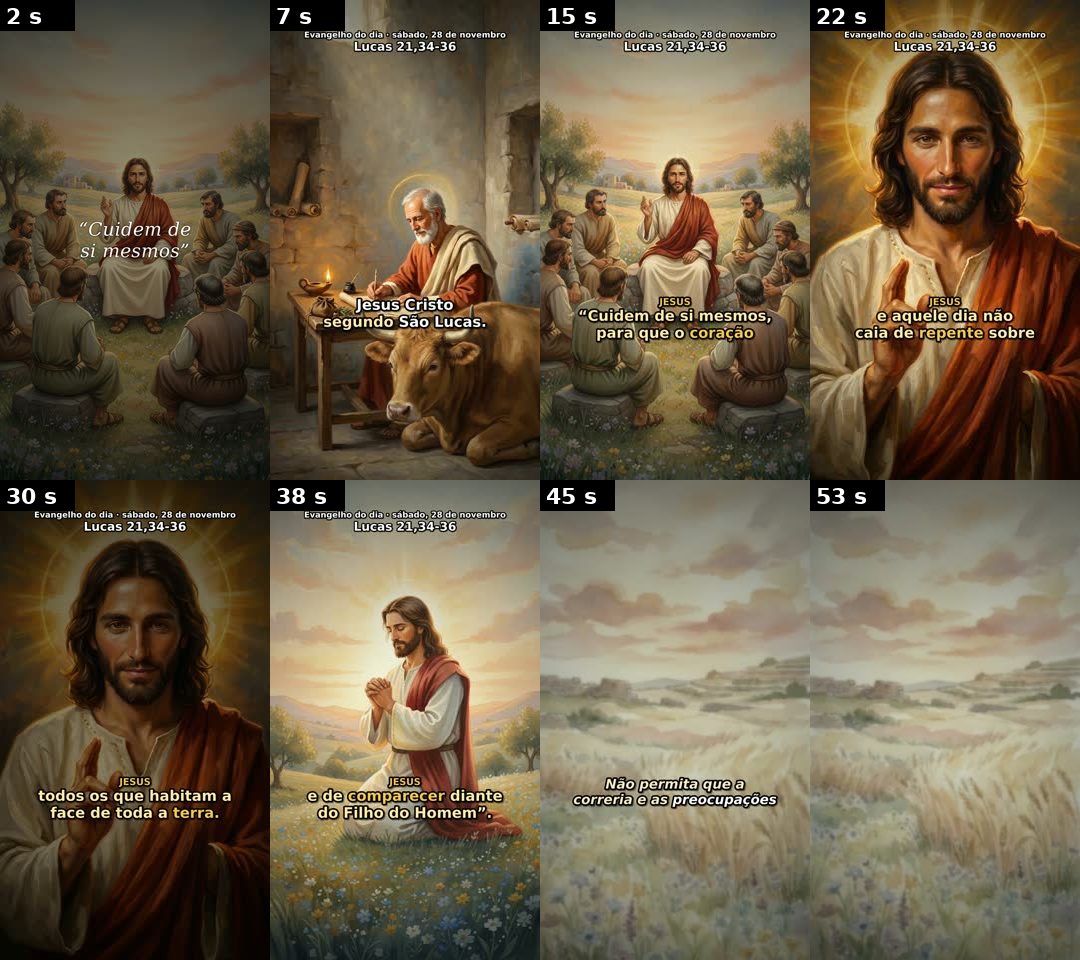 2 s
“Cuidem de
si mesmos”
7 s
Evangelho do dia · sábado, 28 de novembro
Lucas 21,34-36
Jesus Cristo
segundo São Lucas.
15 s
Evangelho do dia · sábado, 28 de novembro
Lucas 21,34-36
JESUS
“Cuidem de si mesmos,
para que o coração
22 s
Evangelho do dia · sábado, 28 de novembro
Lucas 21,34-36
JESUS
e aquele dia não
caia de repente sobre
30 s
Evangelho do dia · sábado, 28 de novembro
Lucas 21,34-36
JESUS
todos os que habitam a
face de toda a terra.
38 s
Evangelho do dia · sábado, 28 de novembro
Lucas 21,34-36
JESUS
e de comparecer diante
do Filho do Homem”.
45 s
Não permita que a
correria e as preocupações
53 s